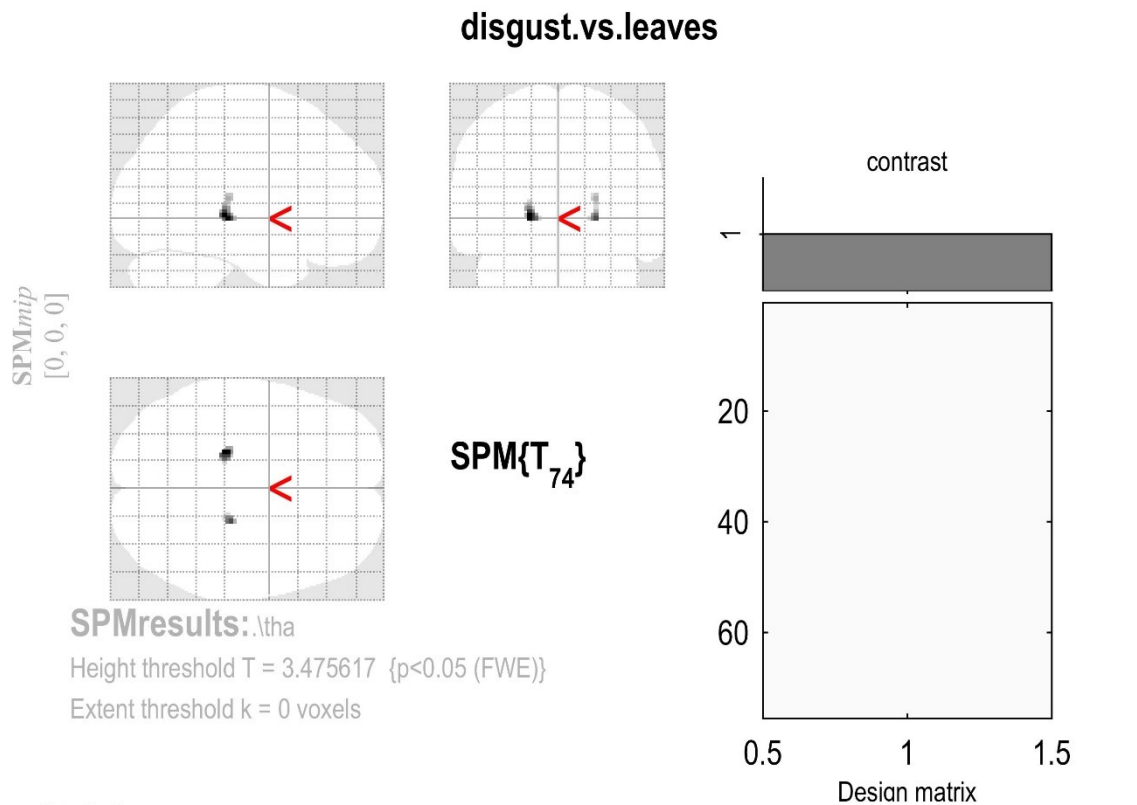 disgust.vs.leaves
SPMmip
[0, 0, 0]
<
<
<
SPM{T74}
SPMresults:.\tha
Height threshold T = 3.475617 {p<0.05 (FWE)}
Extent threshold k = 0 voxels
contrast
1
20
40
60
0.5 1 1.5
Design matrix